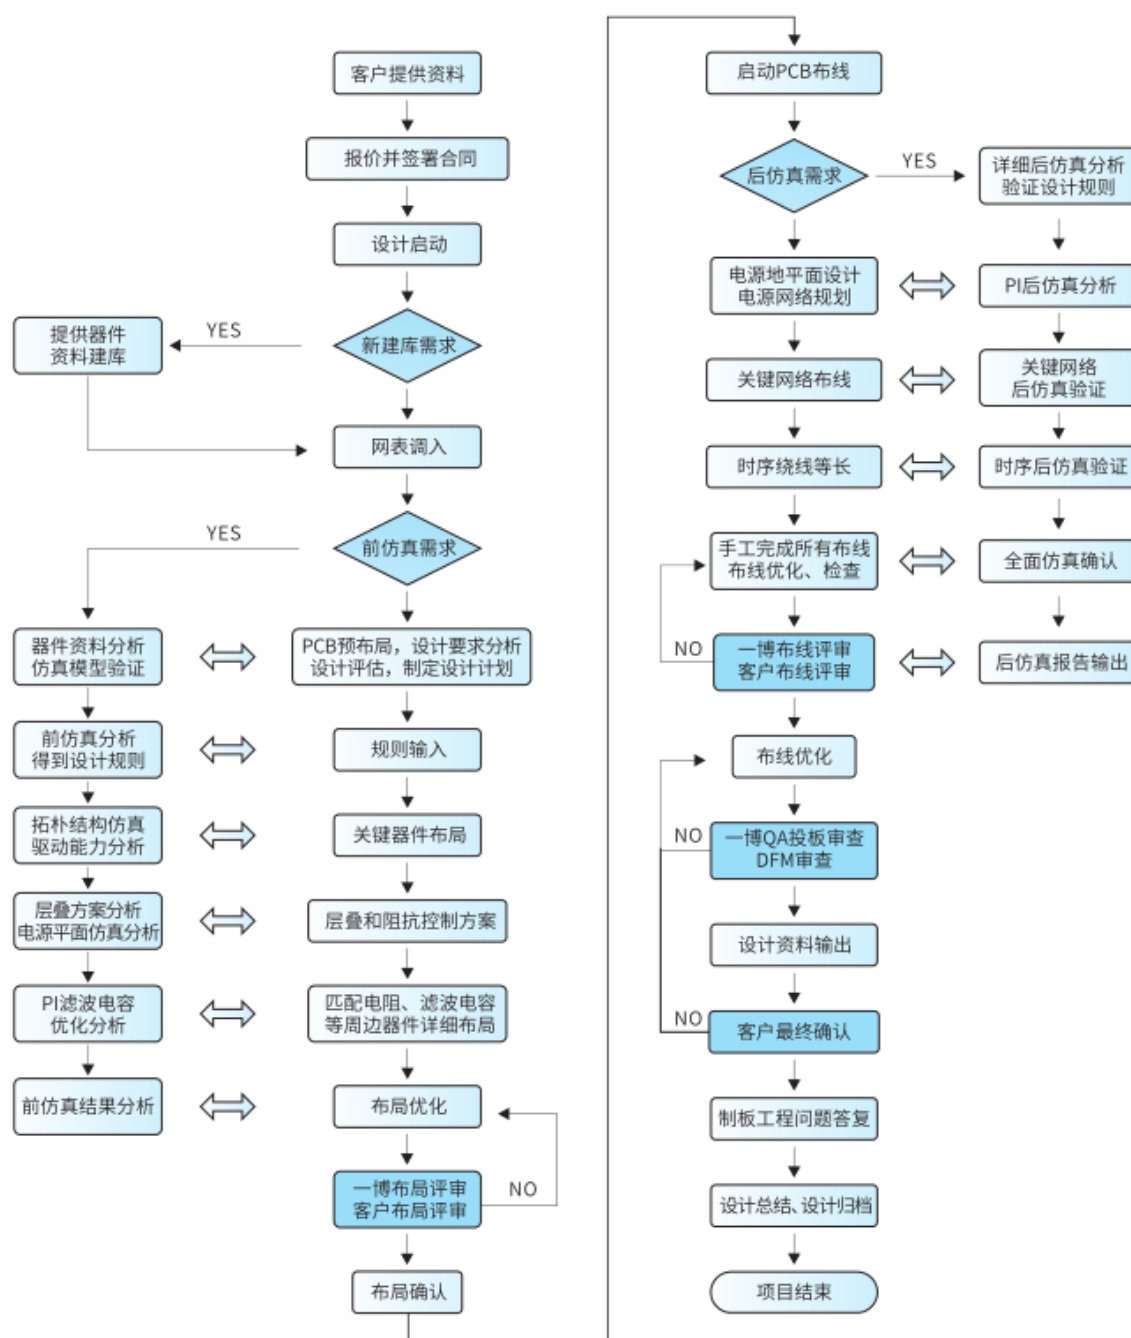 客户提供资料
报价并签署合同
设计启动
新建库需求
YES
提供器件
资料建库
网表调入
前仿真需求
YES
器件资料分析
仿真模型验证
PCB预布局，设计要求分析
设计评估，制定设计计划
前仿真分析
得到设计规则
规则输入
拓朴结构仿真
驱动能力分析
关键器件布局
层叠方案分析
电源平面仿真分析
层叠和阻抗控制方案
PI滤波电容
优化分析
匹配电阻、滤波电容
等周边器件详细布局
前仿真结果分析
布局优化
一博布局评审
客户布局评审
NO
布局确认
启动PCB布线
后仿真需求
YES
详细后仿真分析
验证设计规则
电源地平面设计
电源网络规划
PI后仿真分析
关键网络布线
关键网络
后仿真验证
时序绕线等长
时序后仿真验证
手工完成所有布线
布线优化、检查
全面仿真确认
NO
一博布线评审
客户布线评审
后仿真报告输出
布线优化
NO
一博QA投板审查
DFM审查
设计资料输出
NO
客户最终确认
制板工程问题答复
设计总结、设计归档
项目结束